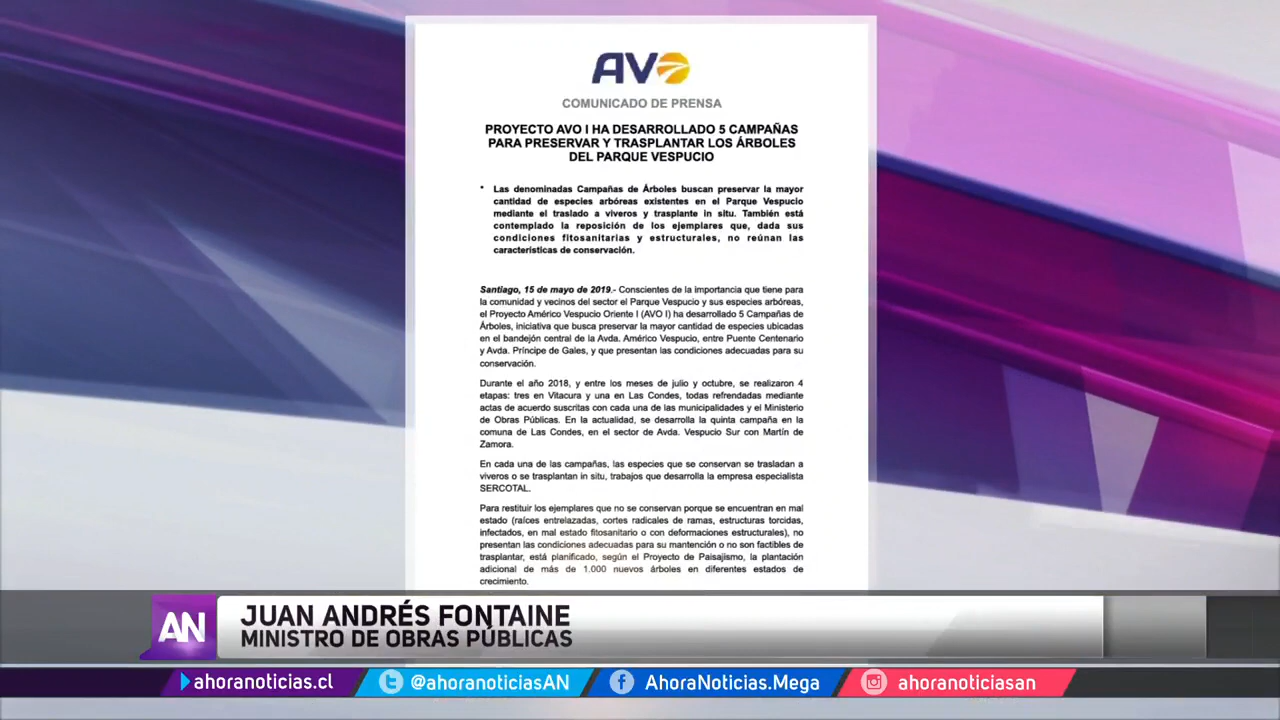 AVO
COMUNICADO DE PRENSA
PROYECTO AVO I HA DESARROLLADO 5 CAMPAÑAS
PARA PRESERVAR Y TRASPLANTAR LOS ÁRBOLES
DEL PARQUE VESPUCIO
* Las denominadas Campañas de Árboles buscan preservar la mayor
cantidad de especies arbóreas existentes en el Parque Vespucio
mediante el traslado a viveros y trasplante in situ. También está
contemplado la reposición de los ejemplares que, dada sus
condiciones fitosanitarias y estructurales, no reúnan las
características de conservación.
Santiago, 15 de mayo de 2019.- Conscientes de la importancia que tiene para
la comunidad y vecinos del sector el Parque Vespucio y sus especies arbóreas,
el Proyecto Américo Vespucio Oriente I (AVO I) ha desarrollado 5 Campañas de
Árboles, iniciativa que busca preservar la mayor cantidad de especies ubicadas
en el bandejón central de la Avda. Américo Vespucio, entre Puente Centenario
y Avda. Príncipe de Gales, y que presentan las condiciones adecuadas para su
conservación.
Durante el año 2018, y entre los meses de julio y octubre, se realizaron 4
etapas: tres en Vitacura y una en Las Condes, todas refrendadas mediante
actas de acuerdo suscritas con cada una de las municipalidades y el Ministerio
de Obras Públicas. En la actualidad, se desarrolla la quinta campaña en la
comuna de Las Condes, en el sector de Avda. Vespucio Sur con Martín de
Zamora.
En cada una de las campañas, las especies que se conservan se trasladan a
viveros o se trasplantan in situ, trabajos que desarrolla la empresa especialista
SERCOTAL.
Para restituir los ejemplares que no se conservan porque se encuentran en mal
estado (raíces entrelazadas, cortes radicales de ramas, estructuras torcidas,
infectados, en mal estado fitosanitario o con deformaciones estructurales), no
presentan las condiciones adecuadas para su mantención o no son factibles de
trasplantar, está planificado, según el Proyecto de Paisajismo, la plantación
adicional de más de 1.000 nuevos árboles en diferentes estados de
crecimiento.
AN
JUAN ANDRÉS FONTAINE
MINISTRO DE OBRAS PÚBLICAS
ahoranoticias.cl
@ahoranoticiasAN
AhoraNoticias.Mega
ahoranoticiasan